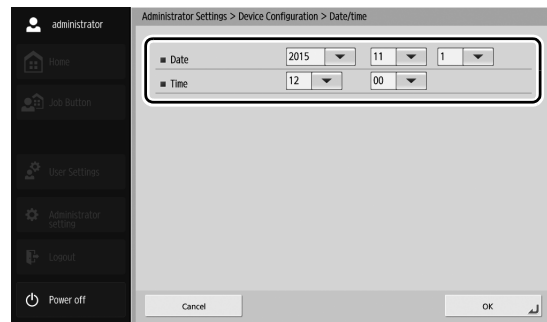 administrator
Administrator Settings > Device Configuration > Date/time
Home
Date 2015 11 1
Time 12 00
Job Button
User Settings
Administrator
setting
Logout
Power off
Cancel
OK